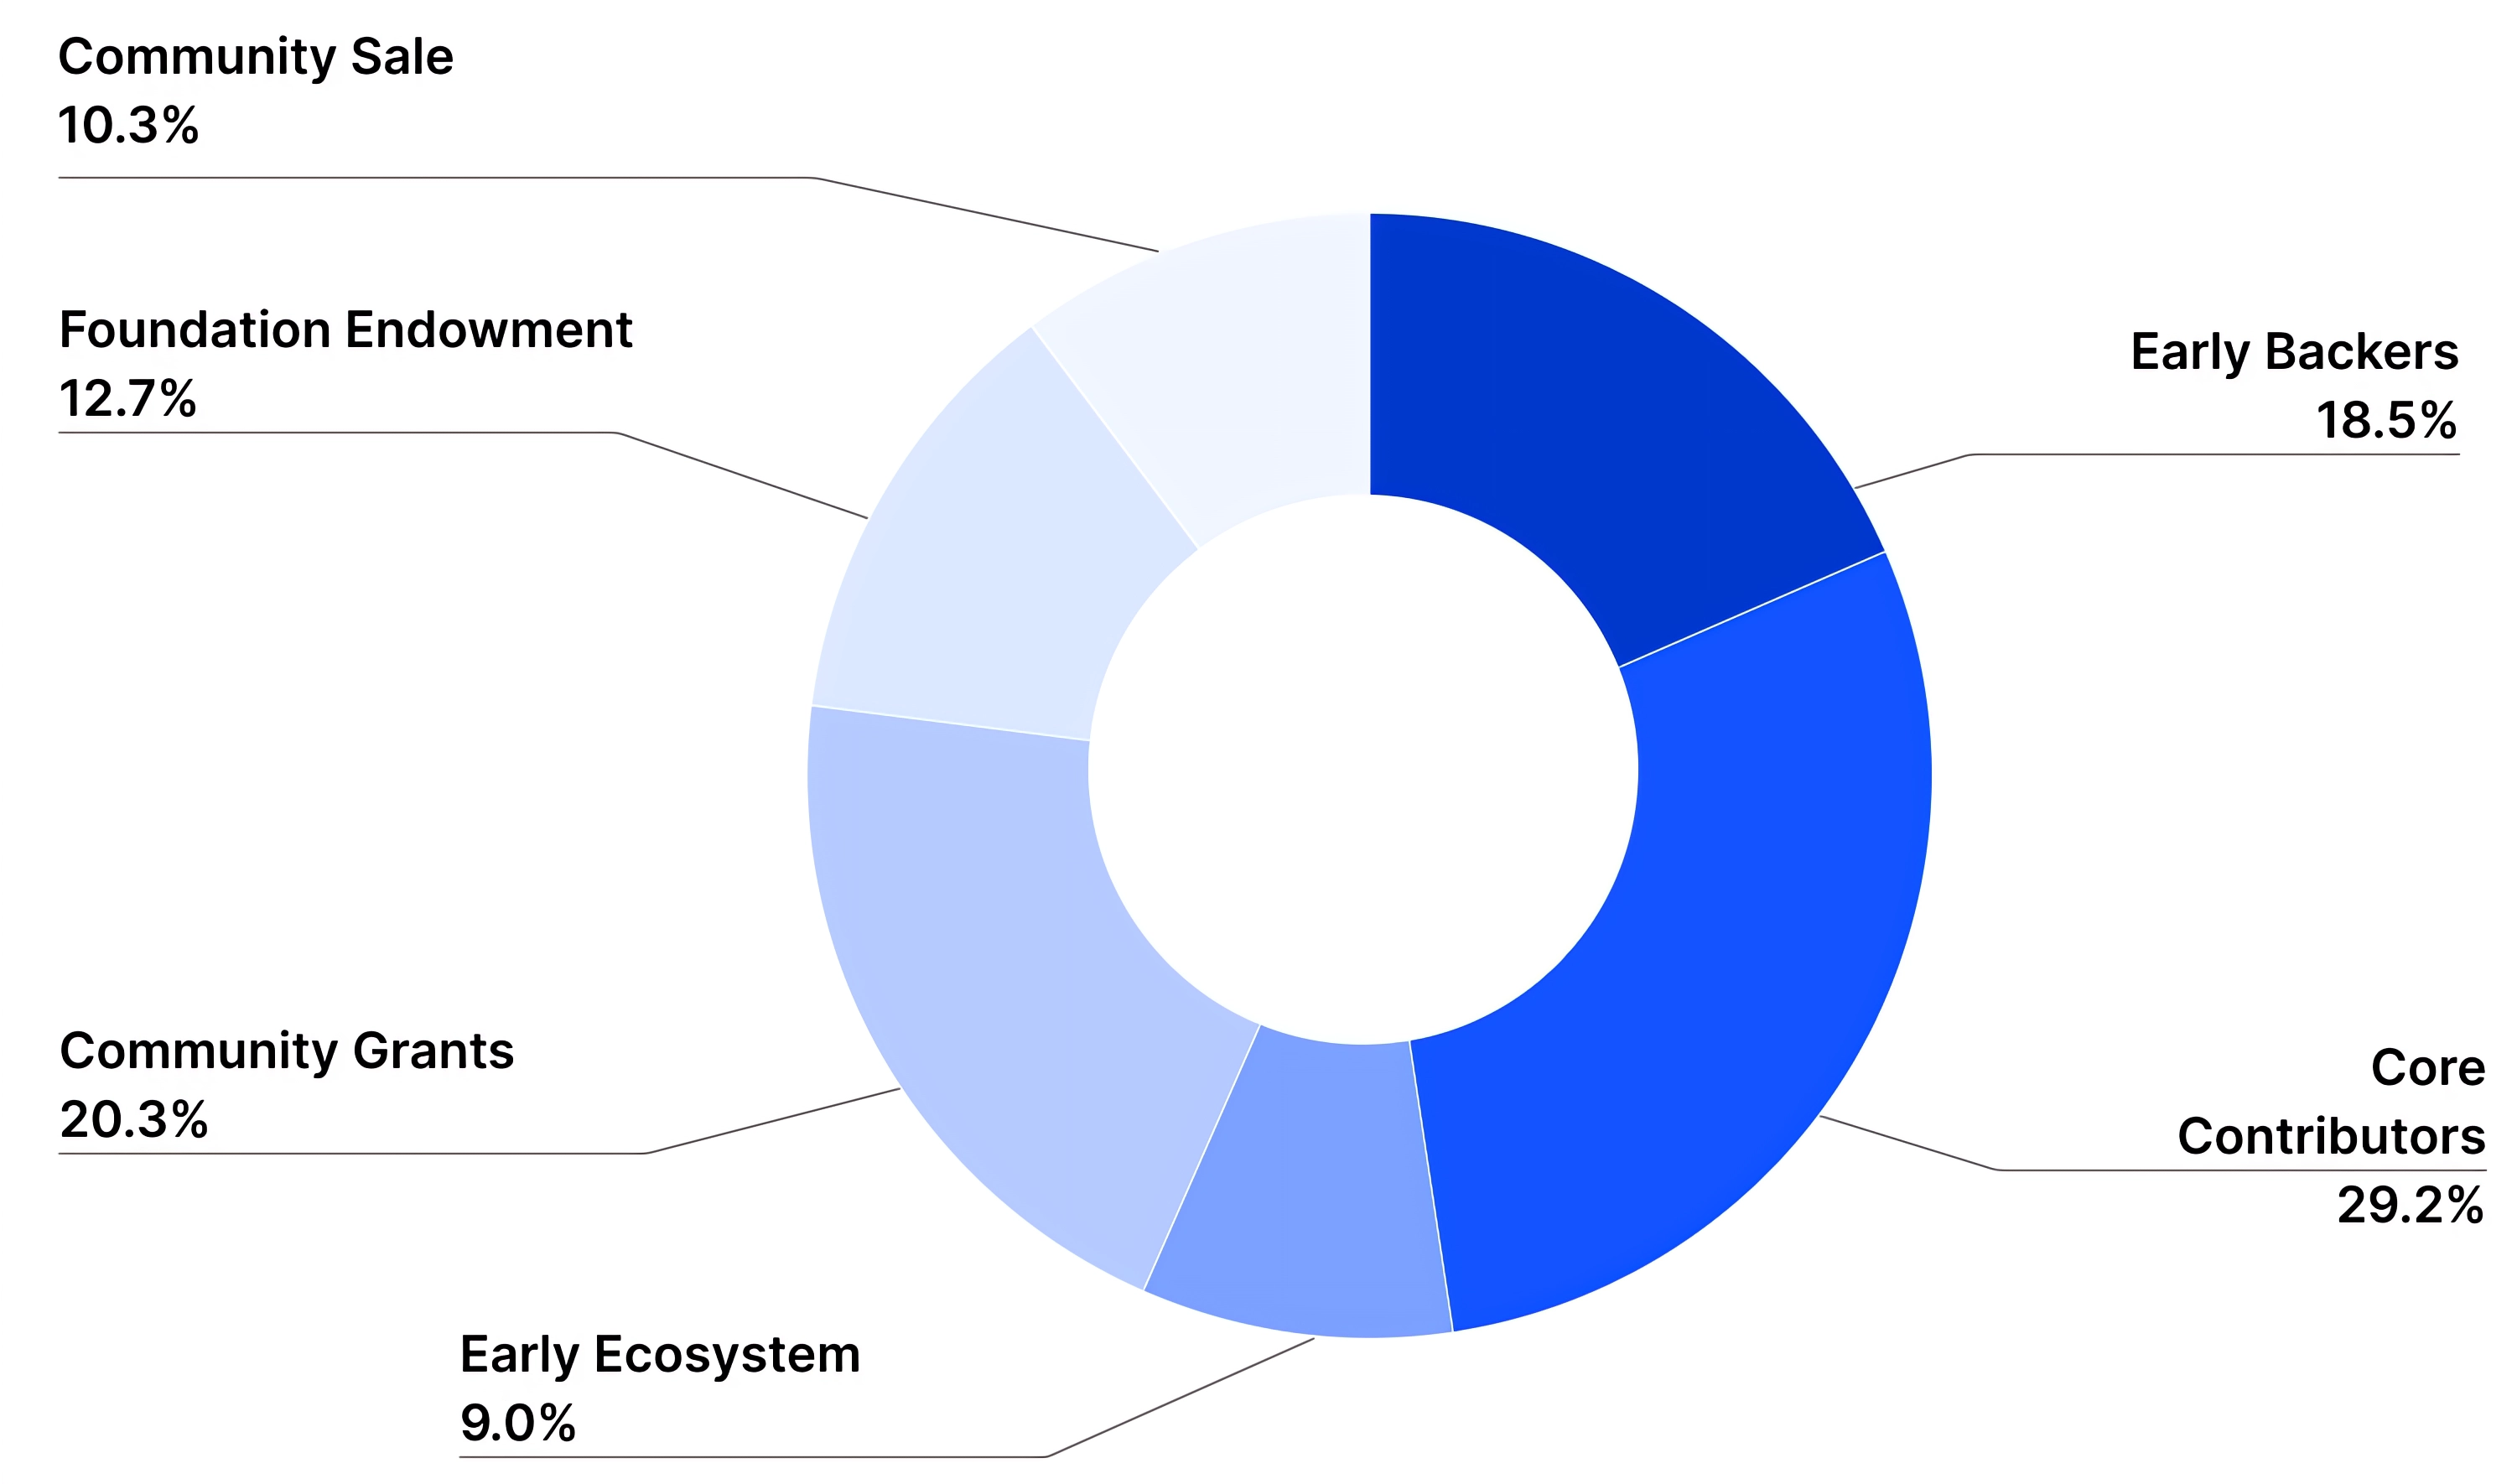 Community Sale
10.3%
Foundation Endowment
12.7%
Early Backers
18.5%
Community Grants
20.3%
Core
Contributors
29.2%
Early Ecosystem
9.0%